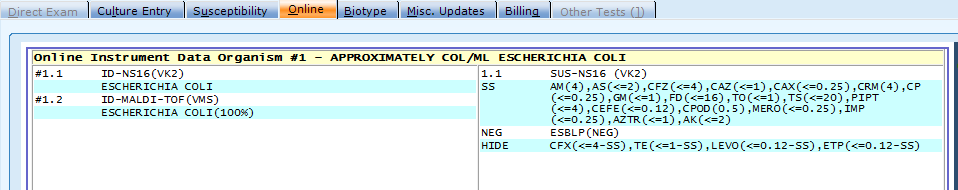 Direct Exam Culture Entry Susceptibility Online Biotype Misc. Updates Billing Other Tests (])
Online Instrument Data Organism #1 - APPROXIMATELY COL/ML ESCHERICHIA COLI
#1.1 ID-NS16(VK2)
ESCHERICHIA COLI
#1.2 ID-MALDI-TOF(VMS)
ESCHERICHIA COLI(100%)
1.1 SUS-NS16 (VK2)
SS AM(4),AS(<=2),CFZ(<=4),CAZ(<=1),CAX(<=0.25),CRM(4),CP
(<=0.25),GM(<=1),FD(<=16),TO(<=1),TS(<=20),PIPT
(<=4),CEFE(<=0.12),CPOD(0.5),MERO(<=0.25),IMP
(<=0.25),AZTR(<=1),AK(<=2)
NEG ESBLP(NEG)
HIDE CFX(<=4-SS),TE(<=1-SS),LEVO(<=0.12-SS),ETP(<=0.12-SS)